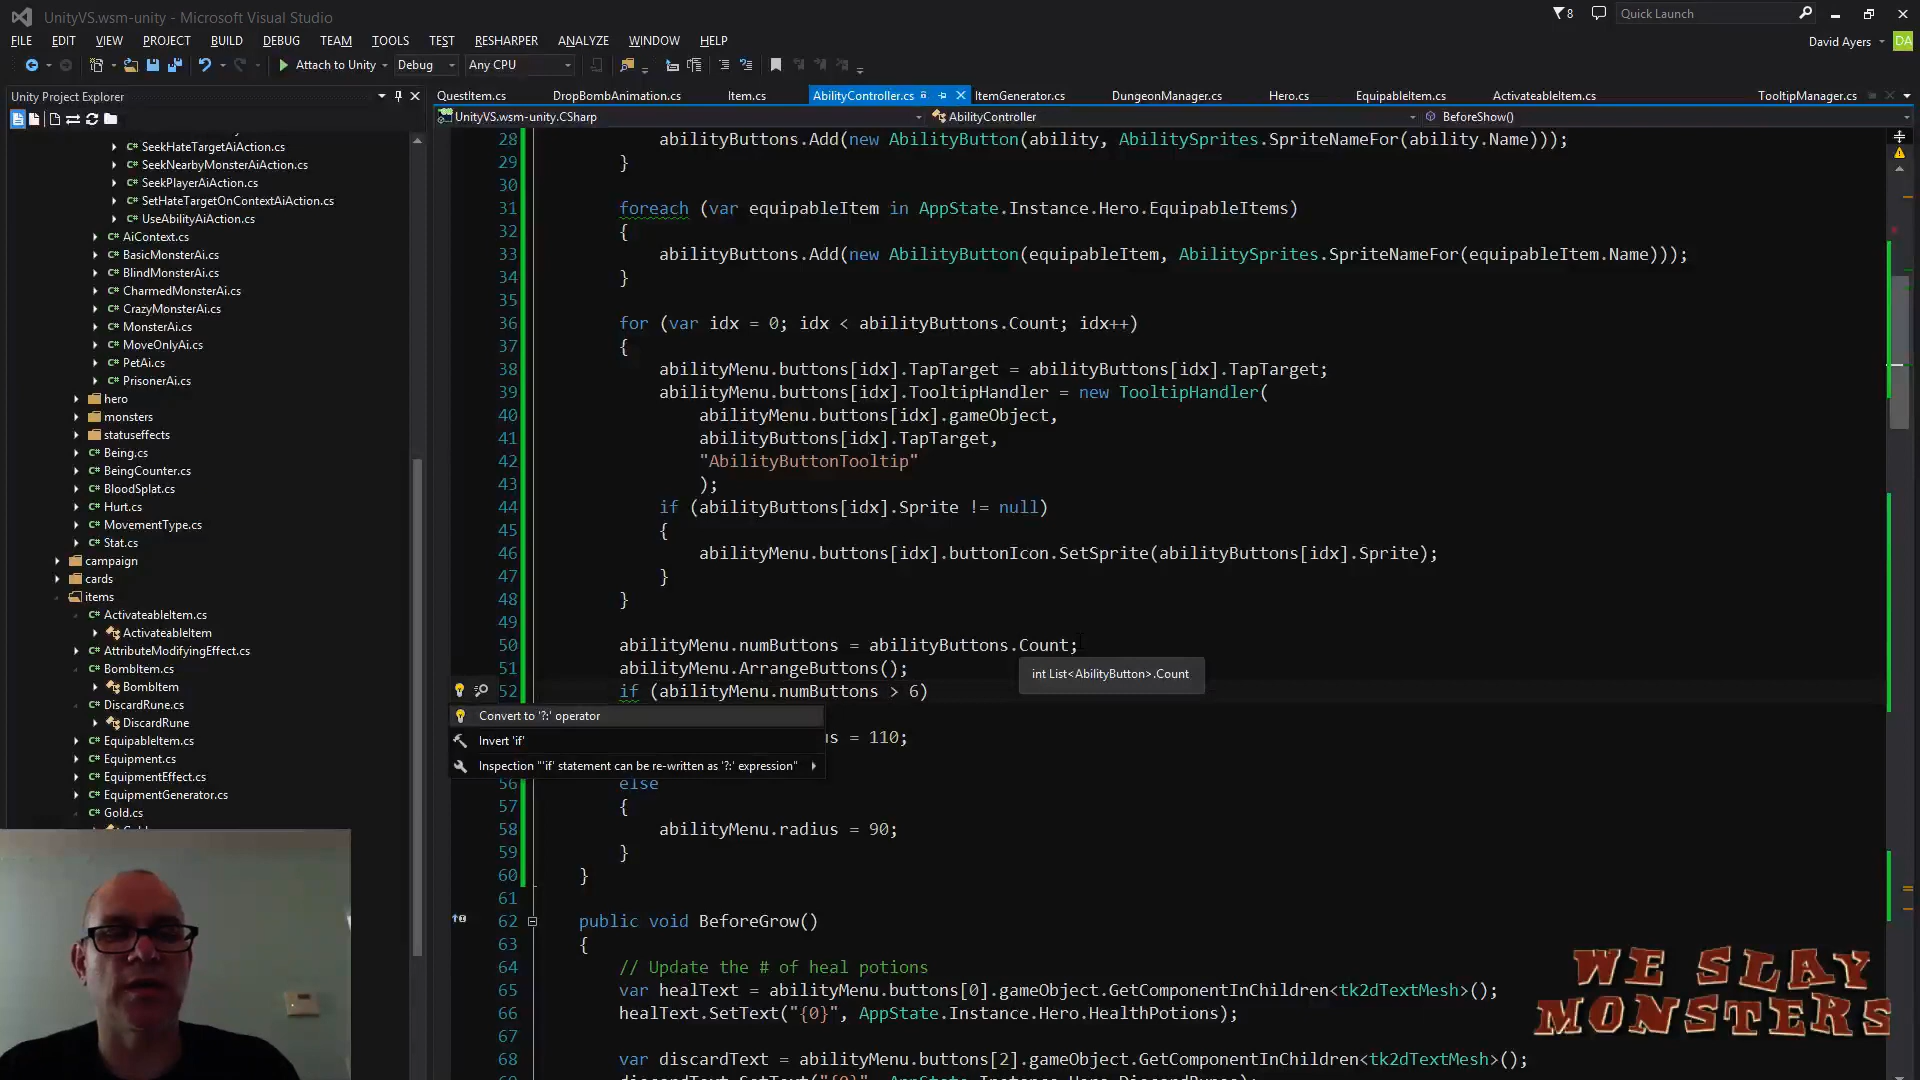 UnityVS.wsm-unity - Microsoft Visual Studio
8
Quick Launch
FILE EDIT VIEW PROJECT BUILD DEBUG TEAM TOOLS TEST RESHARPER ANALYZE WINDOW HELP
David Ayers DA
Attach to Unity Debug Any CPU
Unity Project Explorer
QuestItem.cs DropBombAnimation.cs Item.cs AbilityController.cs ItemGenerator.cs DungeonManager.cs Hero.cs EquipableItem.cs ActivateableItem.cs TooltipManager.cs
UnityVS.wsm-unity.CSharp AbilityController BeforeShow()
SeekHateTargetAiAction.cs
SeekNearbyMonsterAiAction.cs
SeekPlayerAiAction.cs
SetHateTargetOnContextAiAction.cs
UseAbilityAiAction.cs
AiContext.cs
BasicMonsterAi.cs
BlindMonsterAi.cs
CharmedMonsterAi.cs
CrazyMonsterAi.cs
MonsterAi.cs
MoveOnlyAi.cs
PetAi.cs
PrisonerAi.cs
hero
monsters
statuseffects
Being.cs
BeingCounter.cs
BloodSplat.cs
Hurt.cs
MovementType.cs
Stat.cs
campaign
cards
items
ActivateableItem.cs
ActivateableItem
AttributeModifyingEffect.cs
BombItem.cs
BombItem
DiscardRune.cs
DiscardRune
EquipableItem.cs
Equipment.cs
EquipmentEffect.cs
EquipmentGenerator.cs
Gold.cs
28 abilityButtons.Add(new AbilityButton(ability, AbilitySprites.SpriteNameFor(ability.Name)));
29 }
30
31 foreach (var equipableItem in AppState.Instance.Hero.EquipableItems)
32 {
33 abilityButtons.Add(new AbilityButton(equipableItem, AbilitySprites.SpriteNameFor(equipableItem.Name)));
34 }
35
36 for (var idx = 0; idx < abilityButtons.Count; idx++)
37 {
38 abilityMenu.buttons[idx].TapTarget = abilityButtons[idx].TapTarget;
39 abilityMenu.buttons[idx].TooltipHandler = new TooltipHandler(
40 abilityMenu.buttons[idx].gameObject,
41 abilityButtons[idx].TapTarget,
42 "AbilityButtonTooltip"
43 );
44 if (abilityButtons[idx].Sprite != null)
45 {
46 abilityMenu.buttons[idx].buttonIcon.SetSprite(abilityButtons[idx].Sprite);
47 }
48 }
49
50 abilityMenu.numButtons = abilityButtons.Count;
51 abilityMenu.ArrangeButtons();
int List<AbilityButton>.Count
52 if (abilityMenu.numButtons > 6)
Convert to '?:' operator
Invert 'if'
= 110;
Inspection "'if' statement can be re-written as '?:' expression"
56 else
57 {
58 abilityMenu.radius = 90;
59 }
60 }
61
62 public void BeforeGrow()
63 {
64 // Update the # of heal potions
65 var healText = abilityMenu.buttons[0].gameObject.GetComponentInChildren<tk2dTextMesh>();
66 healText.SetText("{0}", AppState.Instance.Hero.HealthPotions);
67
68 var discardText = abilityMenu.buttons[2].gameObject.GetComponentInChildren<tk2dTextMesh>();
WE SLAY
MONSTERS